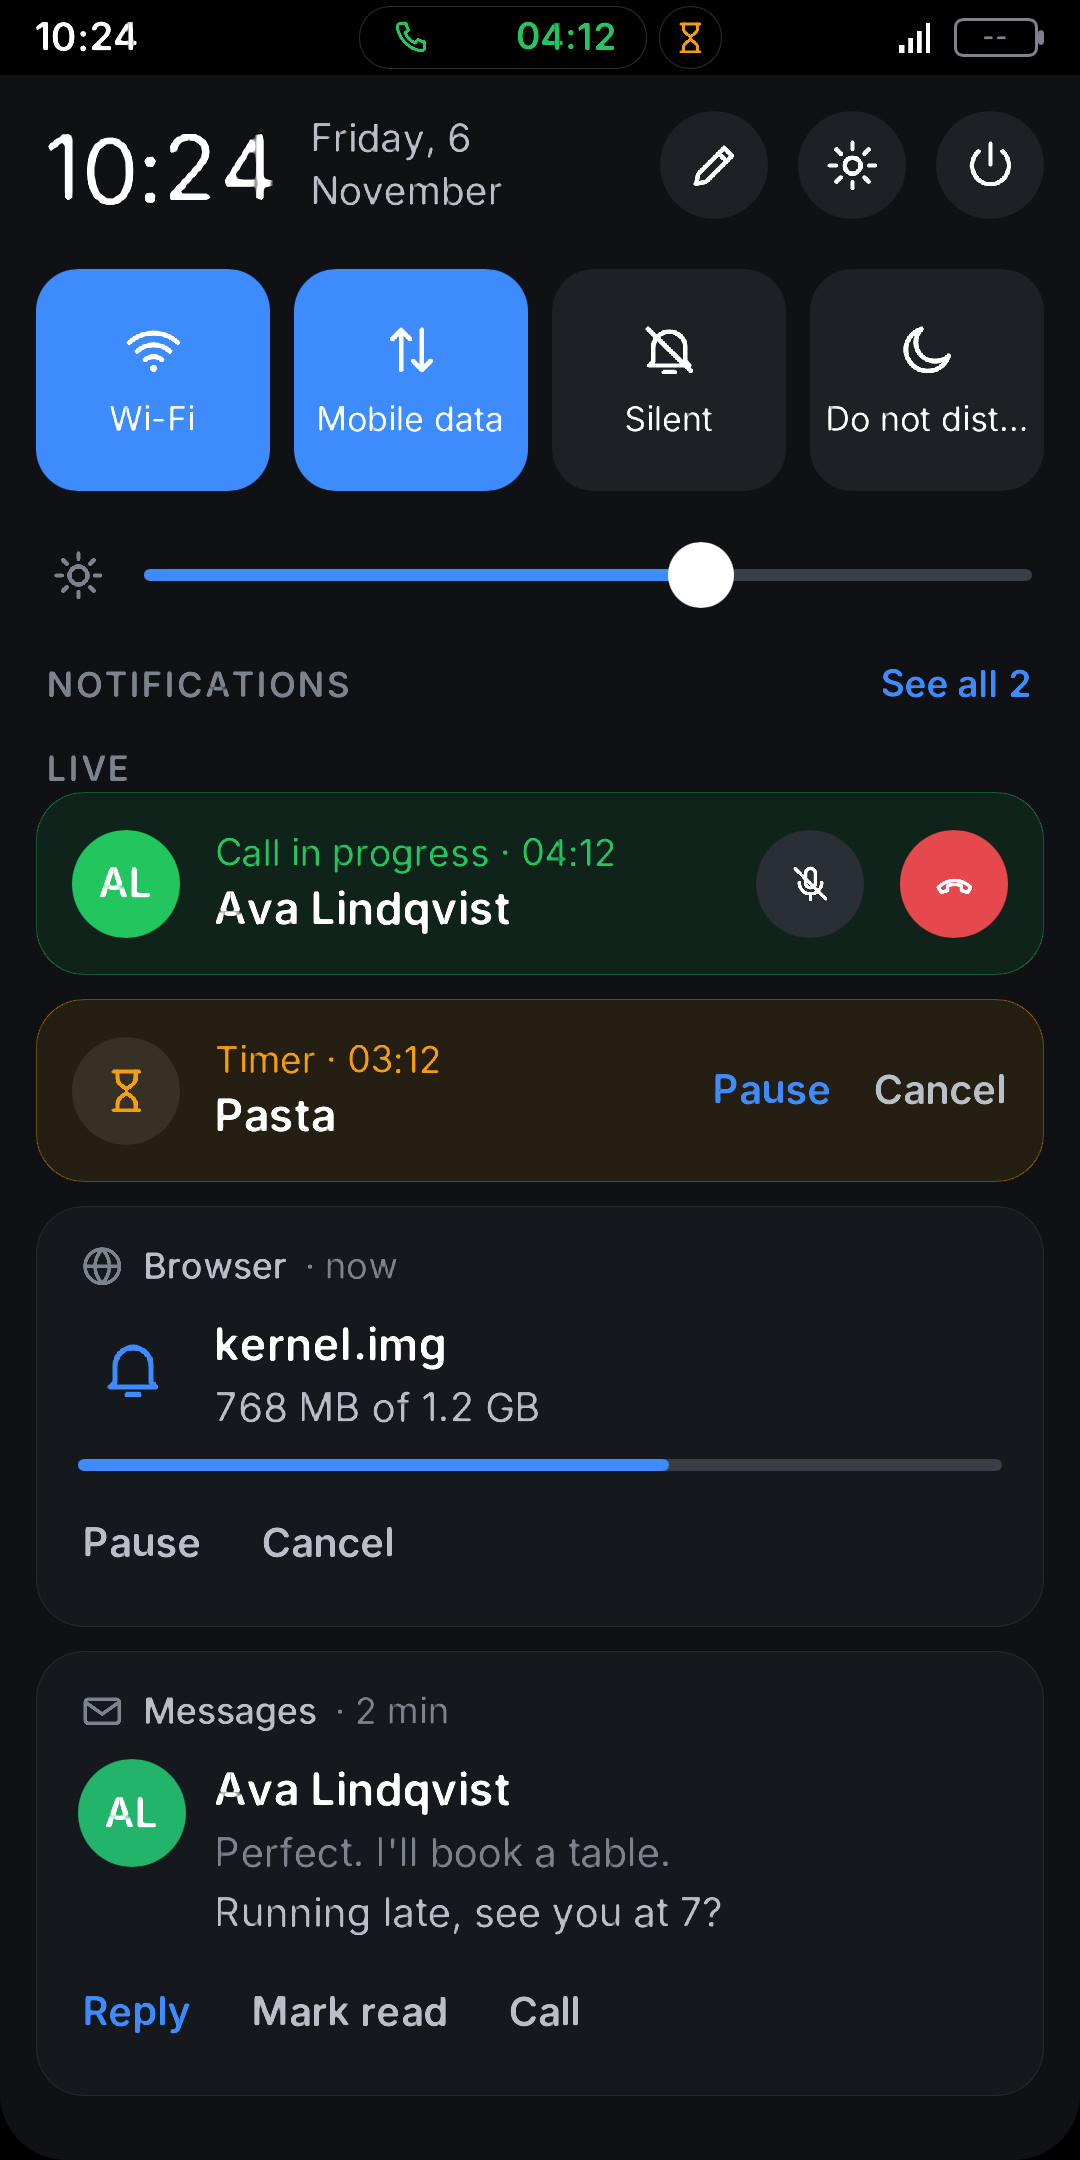 10:24
04:12
--
10:24
Friday, 6
November
Wi-Fi
Mobile data
Silent
Do not dist...
NOTIFICATIONS
See all 2
LIVE
AL
Call in progress · 04:12
Ava Lindqvist
Timer · 03:12
Pasta
Pause
Cancel
Browser · now
kernel.img
768 MB of 1.2 GB
Pause
Cancel
Messages · 2 min
AL
Ava Lindqvist
Perfect. I'll book a table.
Running late, see you at 7?
Reply
Mark read
Call